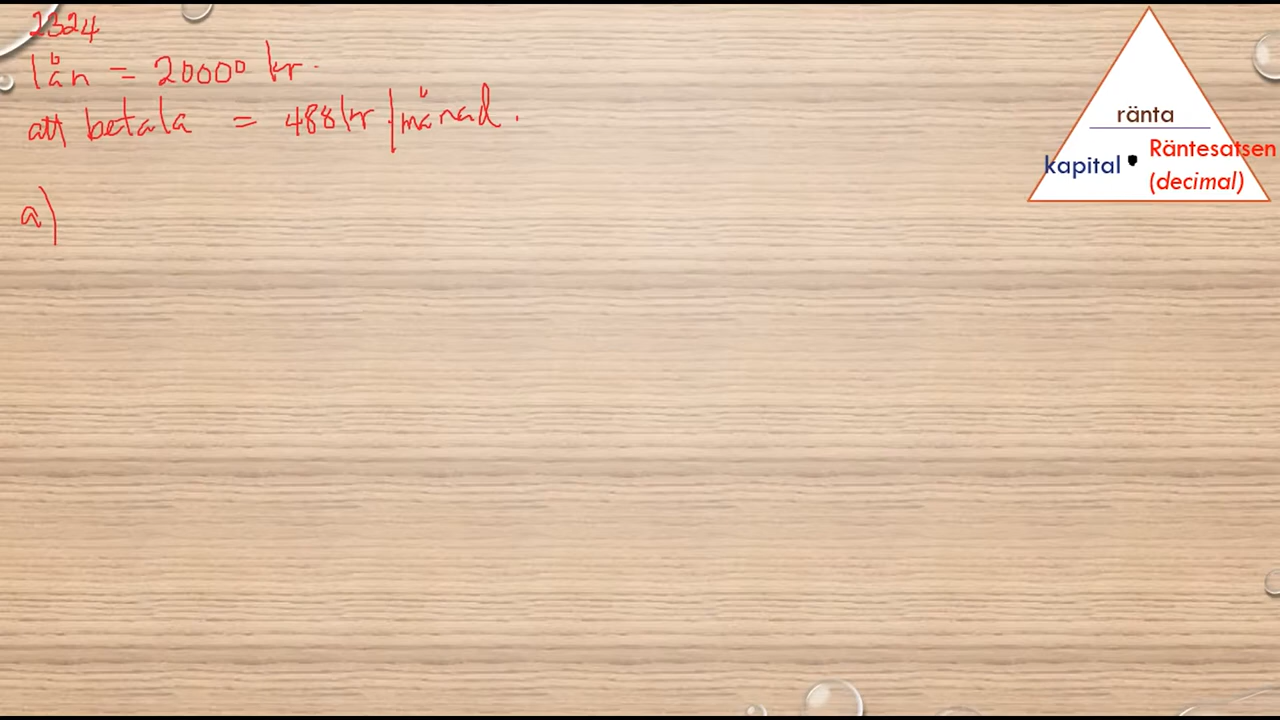 2324
lån = 20000 kr.
att betala = 488 kr/månad.
a)
ränta
kapital • Räntesatsen
(decimal)